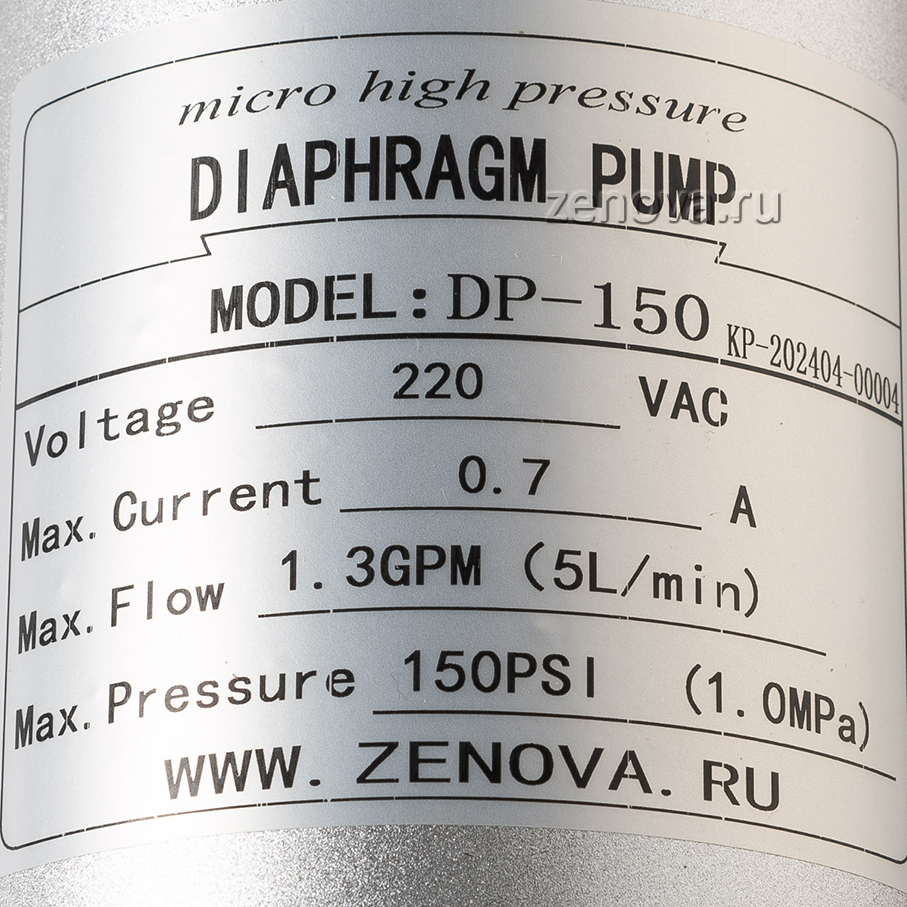 micro high pressure
DIAPHRAGM PUMP
zenova.ru
MODEL: DP-150 KP-202404-00004
Voltage 220 VAC
Max. Current 0.7 A
Max. Flow 1.3GPM (5L/min)
Max. Pressure 150PSI (1.0MPa)
WWW. ZENOVA. RU